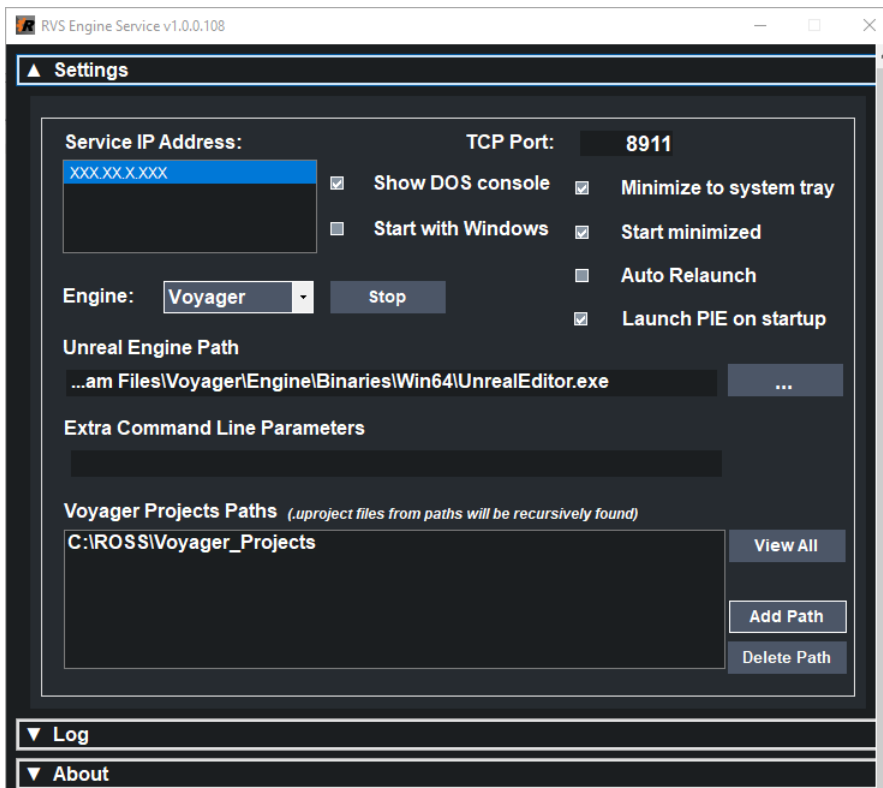 RVS Engine Service v1.0.0.108
▲ Settings
Service IP Address:
TCP Port: 8911
XXX.XX.X.XXX
Show DOS console
Minimize to system tray
Start with Windows
Start minimized
Auto Relaunch
Engine: Voyager Stop
Launch PIE on startup
Unreal Engine Path
...am Files\Voyager\Engine\Binaries\Win64\UnrealEditor.exe ...
Extra Command Line Parameters
Voyager Projects Paths (.uproject files from paths will be recursively found)
C:\ROSS\Voyager_Projects
View All
Add Path
Delete Path
▼ Log
▼ About